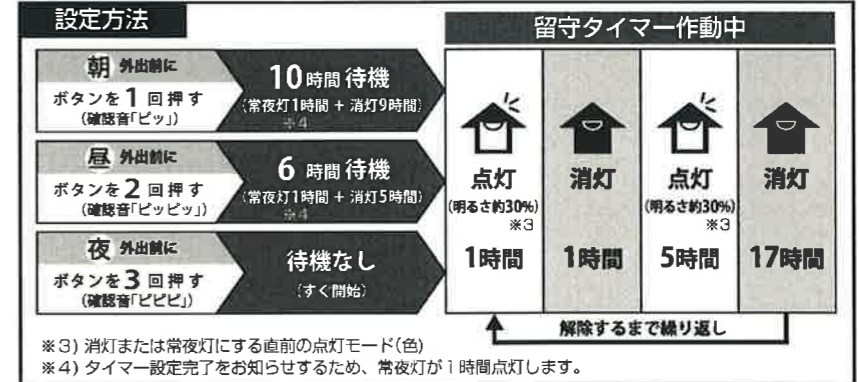 設定方法
留守タイマー作動中
朝 外出前に
ボタンを1回押す
(確認音「ピッ」)
10時間 待機
(常夜灯1時間 + 消灯9時間)
※4
昼 外出前に
ボタンを2回押す
(確認音「ピッピッ」)
6 時間 待機
(常夜灯1時間 + 消灯5時間)
※4
夜 外出前に
ボタンを3回押す
(確認音「ピピピ」)
待機なし
(すぐ開始)
点灯
(明るさ約30%)
※3
1時間
消灯
1時間
点灯
(明るさ約30%)
※3
5時間
消灯
17時間
解除するまで繰り返し
※3) 消灯または常夜灯にする直前の点灯モード(色)
※4) タイマー設定完了をお知らせするため、常夜灯が1時間点灯します。